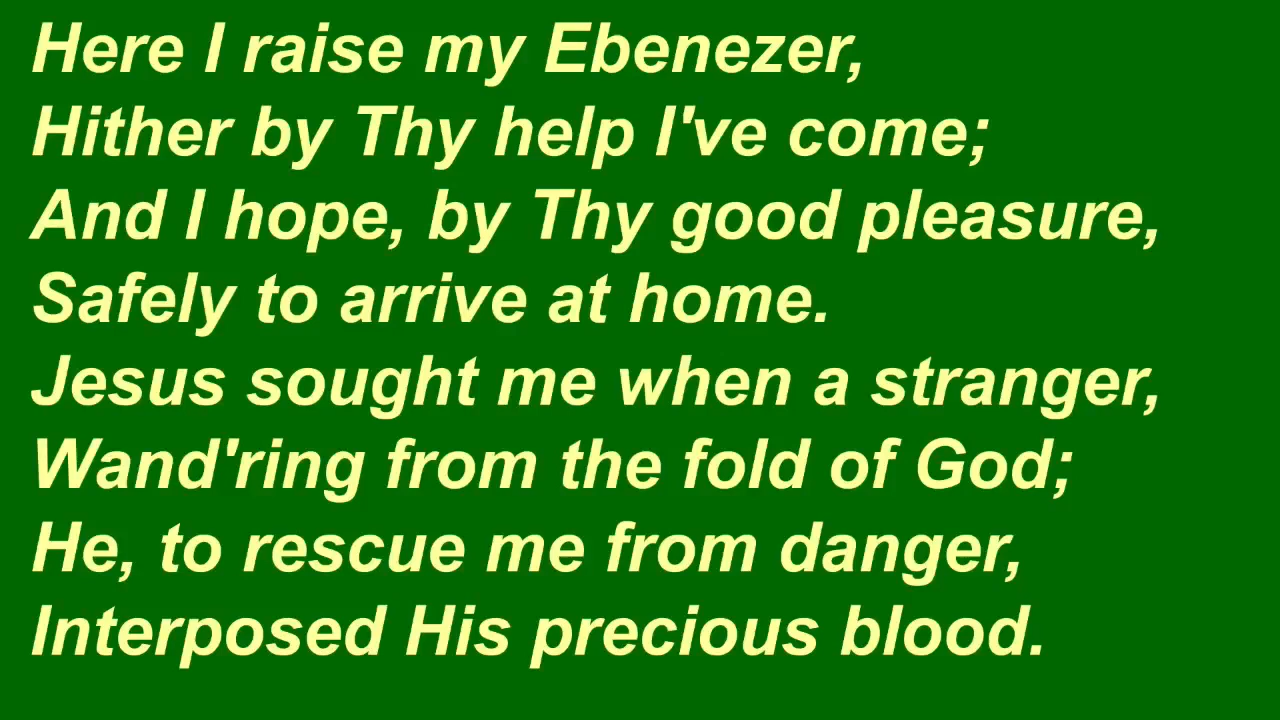 Here I raise my Ebenezer,
Hither by Thy help I've come;
And I hope, by Thy good pleasure,
Safely to arrive at home.
Jesus sought me when a stranger,
Wand'ring from the fold of God;
He, to rescue me from danger,
Interposed His precious blood.